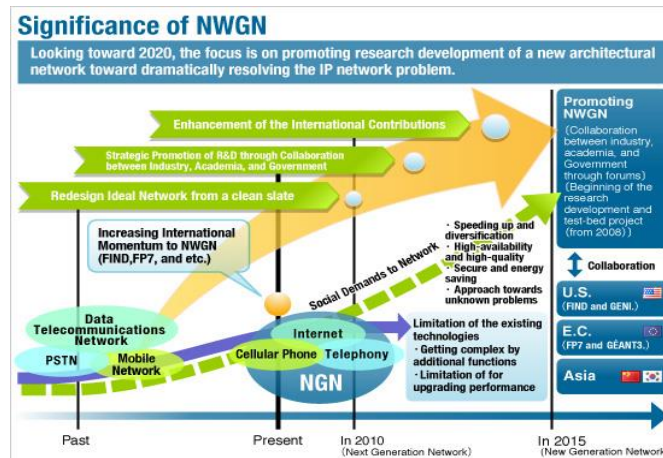 Significance of NWGN
Looking toward 2020, the focus is on promoting research development of a new architectural
network toward dramatically resolving the IP network problem.
Enhancement of the International Contributions
Strategic Promotion of R&D through Collaboration
between Industry, Academia, and Government
Redesign Ideal Network from a clean slate
Increasing International
Momentum to NWGN
(FIND,FP7, and etc.)
Promoting
NWGN
(Collaboration
between industry,
academia, and
Government
through forums)
(Beginning of the
research
development and
test-bed project
(from 2008))
Collaboration
U.S.
(FIND and GENI.)
E.C.
(FP7 and GÉANT3.)
Asia
Social Demands to Network
・Speeding up and
diversification
・High-availability
and high-quality
・Secure and energy
saving
・Approach towards
unknown problems
Data
Telecommunications
Network
PSTN
Mobile
Network
Internet
Cellular Phone
Telephony
NGN
Limitation of the existing
technologies
・Getting complex by
additional functions
・Limitation of for
upgrading performance
Past
Present
In 2010
(Next Generation Network)
In 2015
(New Generation Network)